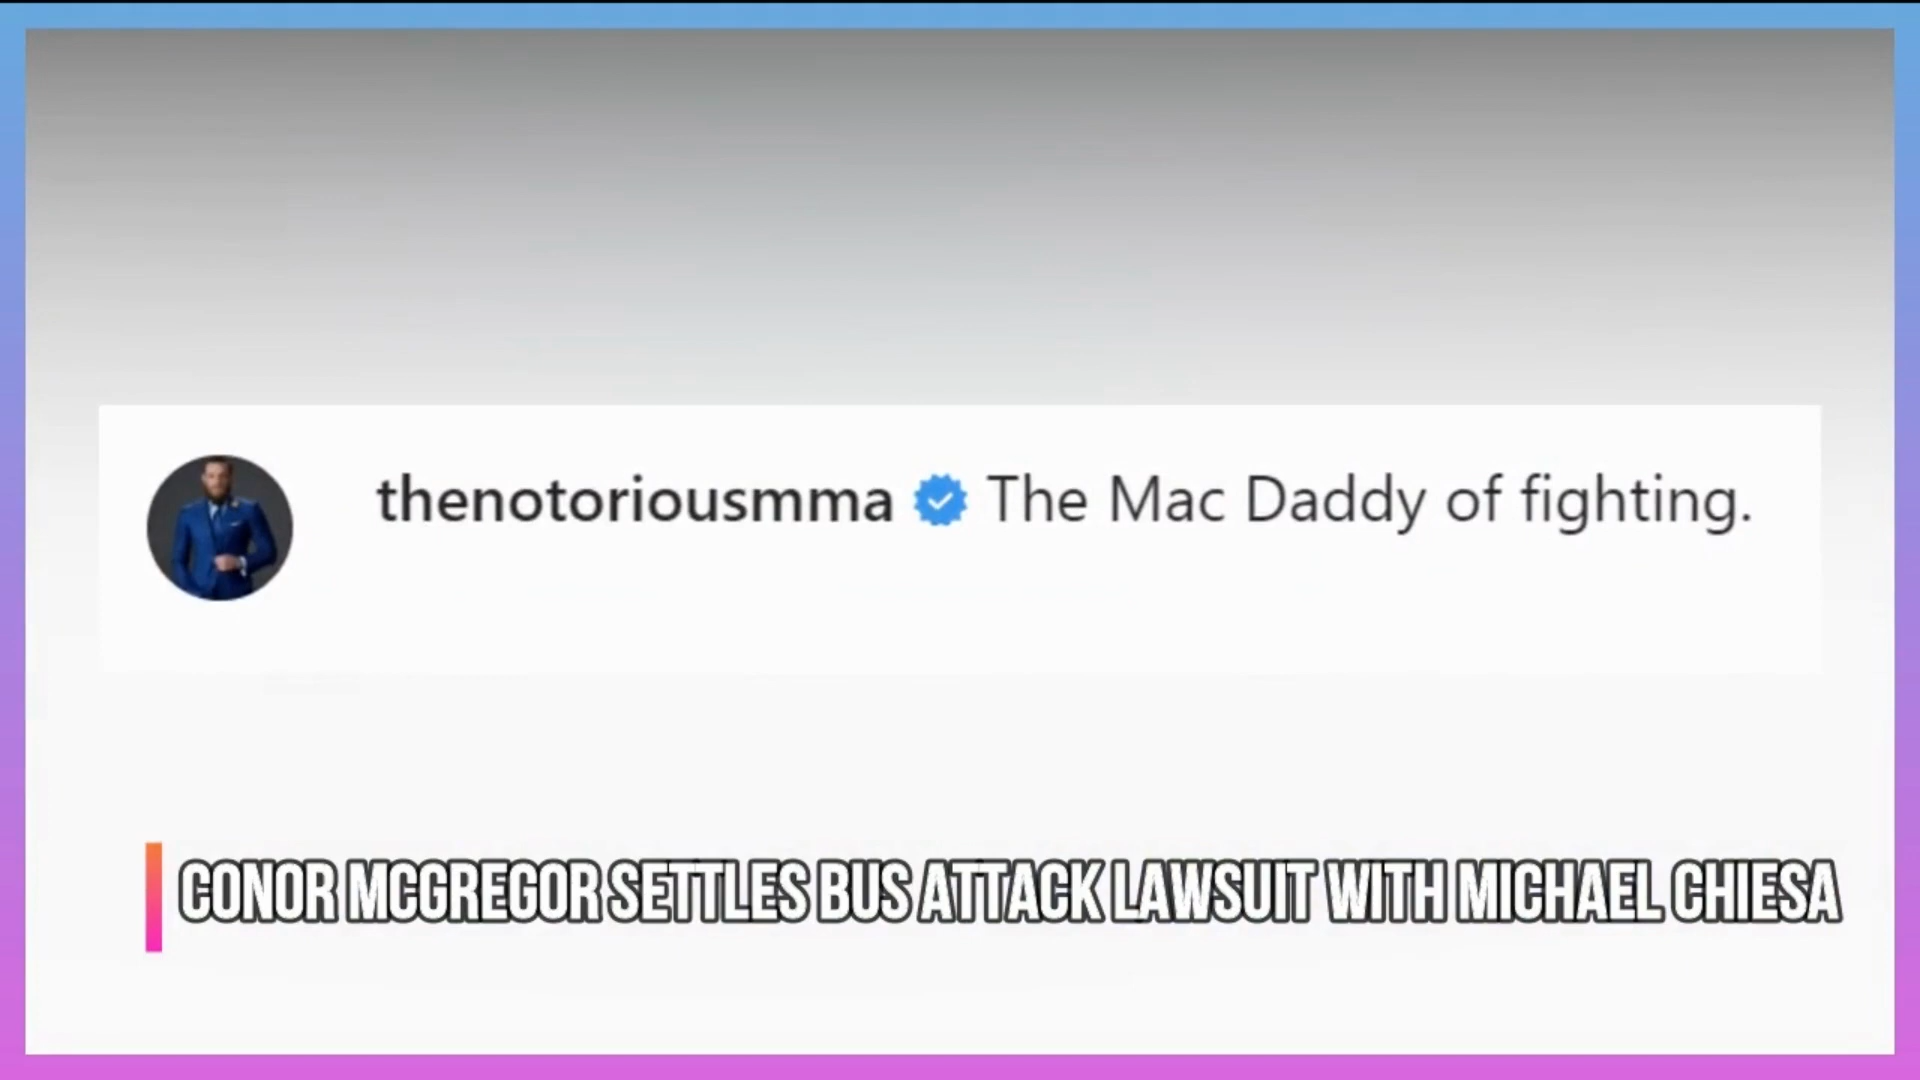 thenotoriousmma The Mac Daddy of fighting.
CONOR MCGREGOR SETTLES BUS ATTACK LAWSUIT WITH MICHAEL CHIESA